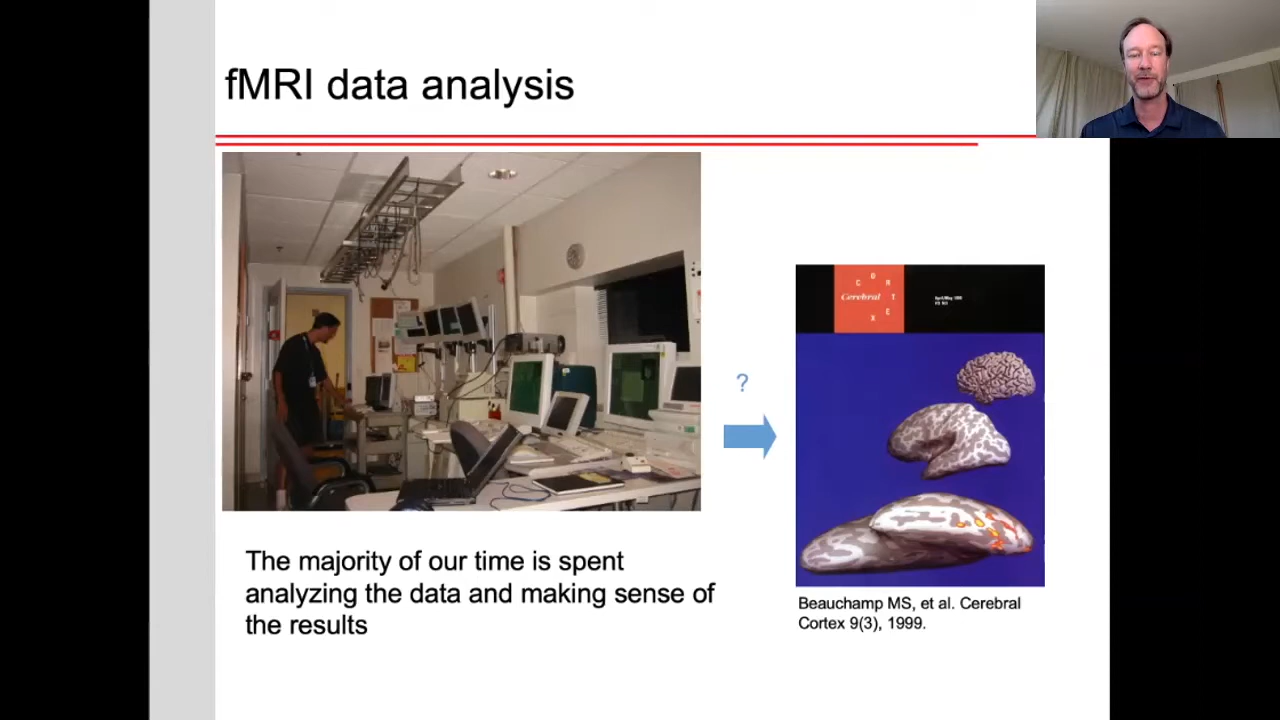 fMRI data analysis
?
C O R T E X
Cerebral
The majority of our time is spent
analyzing the data and making sense of
the results
Beauchamp MS, et al. Cerebral
Cortex 9(3), 1999.